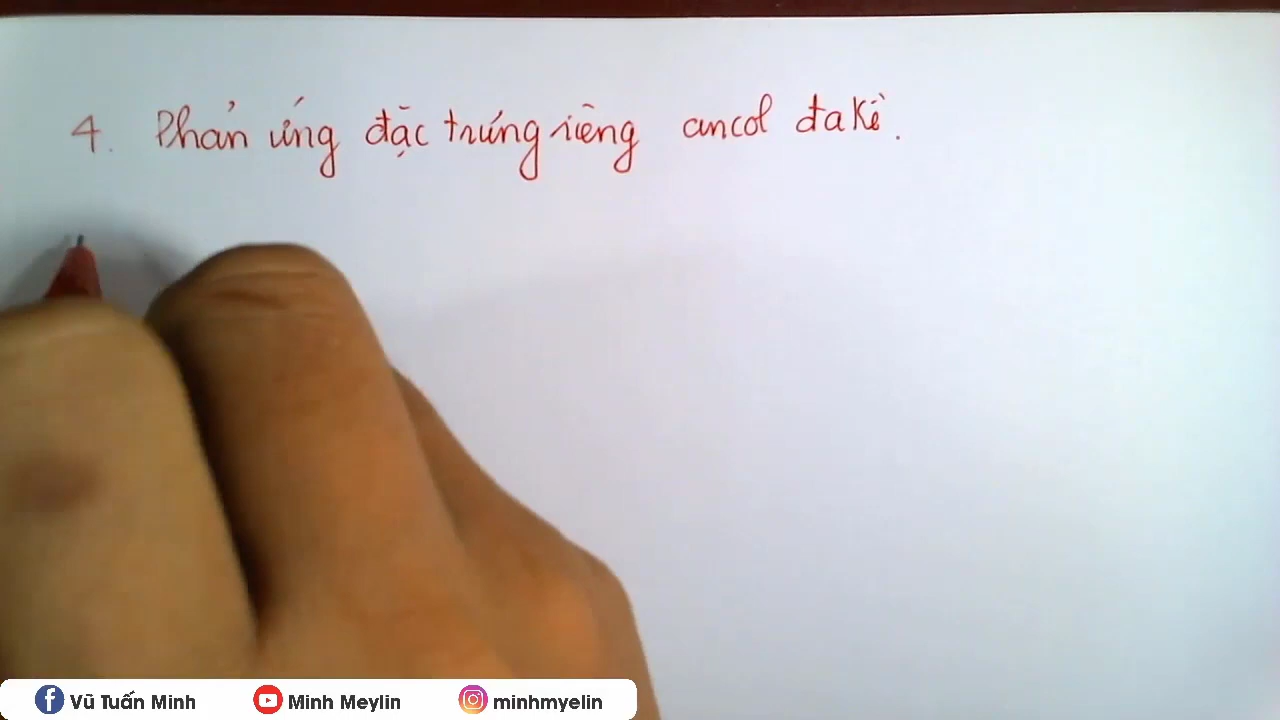 4. Phản ứng đặc trưng riêng ancol đa kề.
Vũ Tuấn Minh Minh Meylin minhmyelin